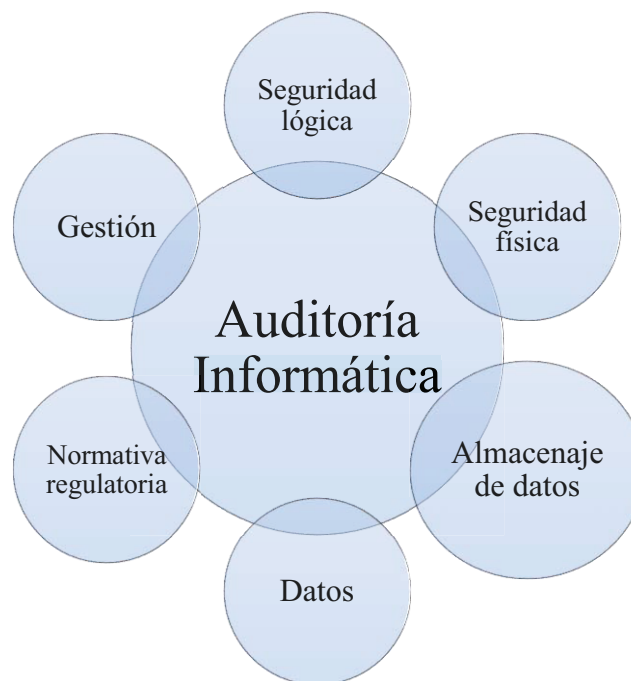 Seguridad
lógica
Gestión
Seguridad
física
Auditoría
Informática
Normativa
regulatoria
Almacenaje
de datos
Datos